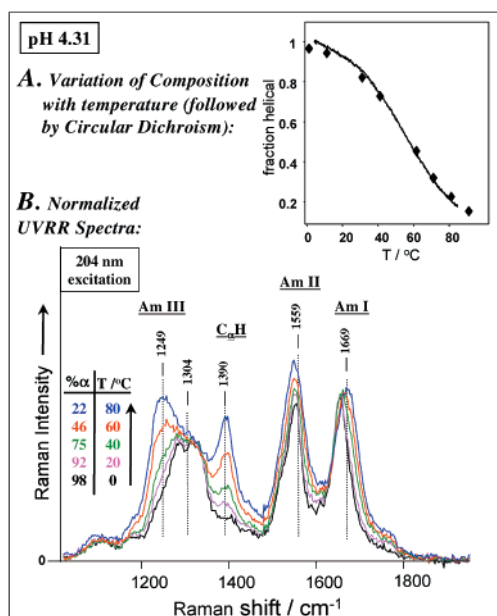 pH 4.31
A. Variation of Composition
with temperature (followed
by Circular Dichroism):
fraction helical
1
0.8
0.6
0.4
0.2
0 20 40 60 80
T / °C
B. Normalized
UVRR Spectra:
204 nm
excitation
Am III
1249
1304
CαH
1390
Am II
1559
Am I
1669
%α T /°C
22 80
46 60
75 40
92 20
98 0
Raman Intensity
0
1200 1400 1600 1800
Raman shift / cm-1